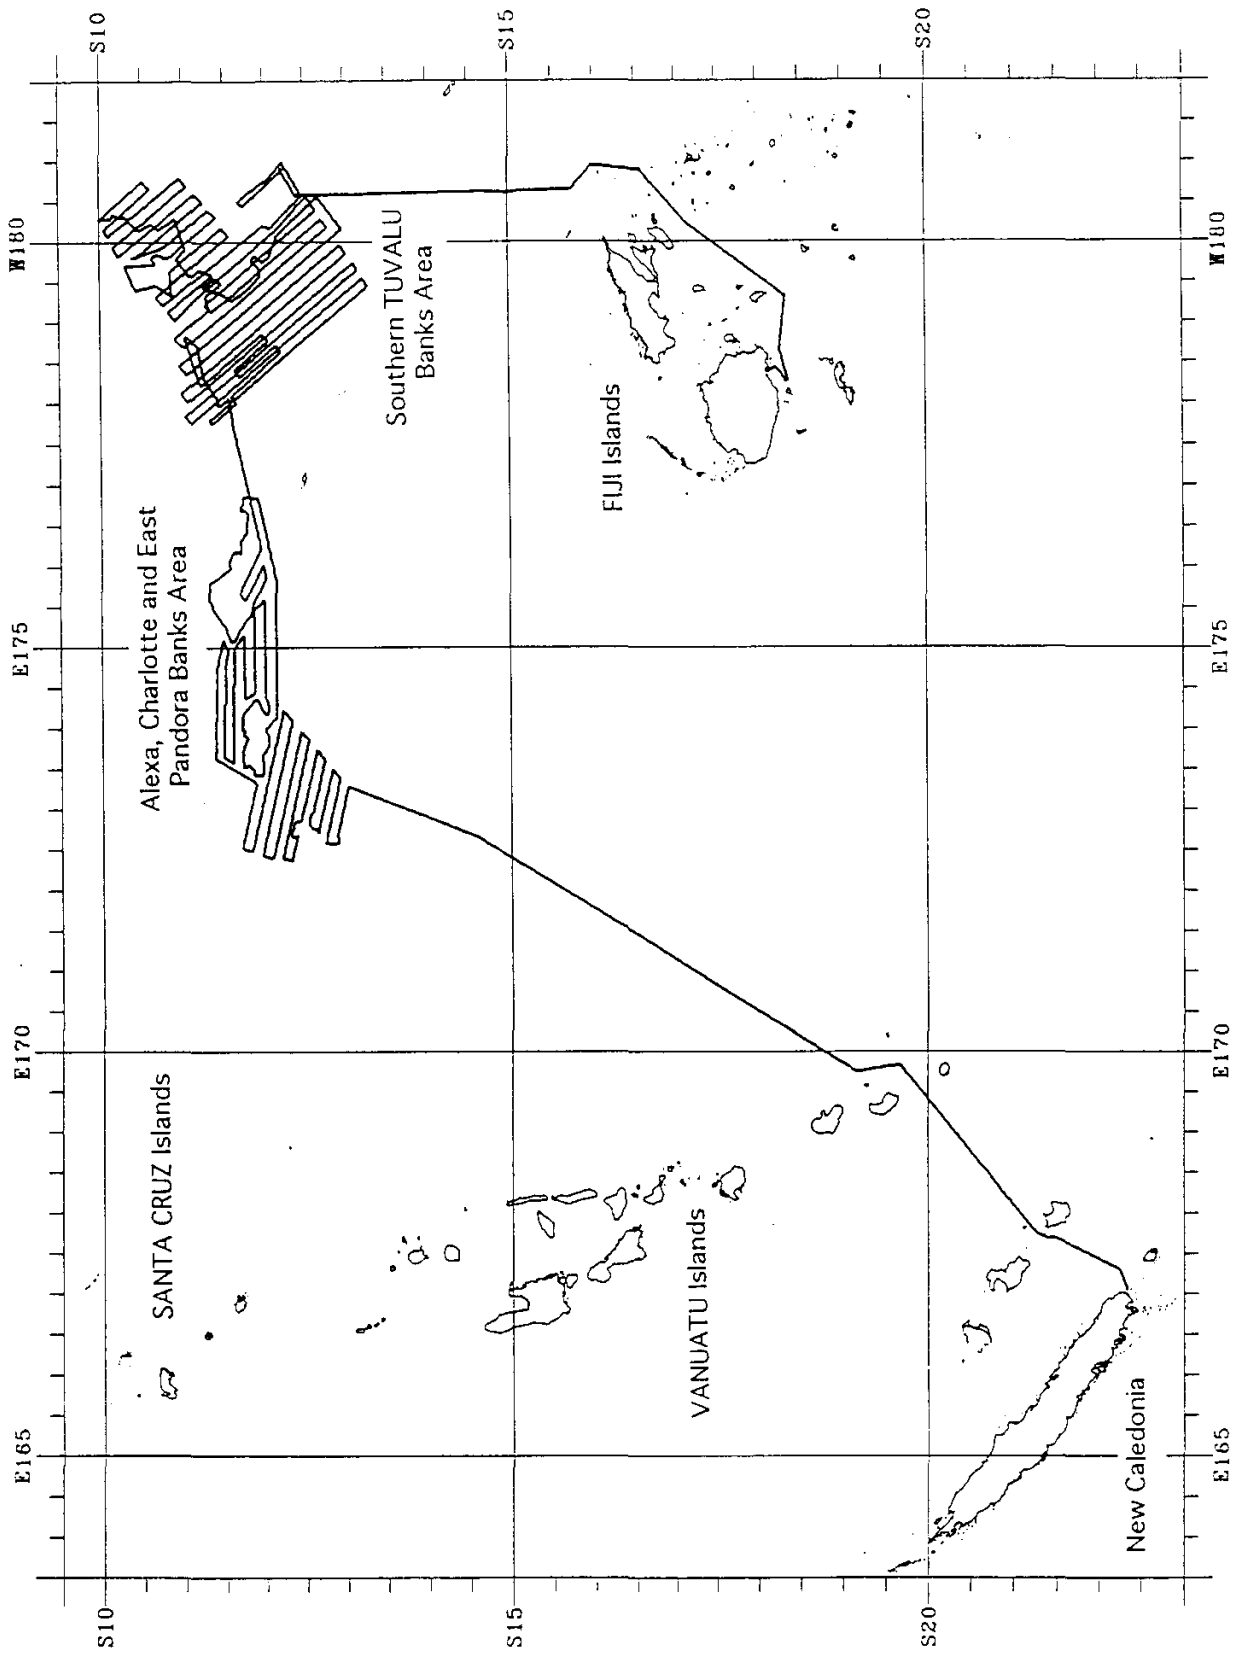 S10
S15
S20
W180
W180
Southern TUVALU
Banks Area
FIJI Islands
Alexa, Charlotte and East
Pandora Banks Area
E175
E175
E170
E170
SANTA CRUZ Islands
VANUATU Islands
E165
E165
New Caledonia
S10
S15
S20